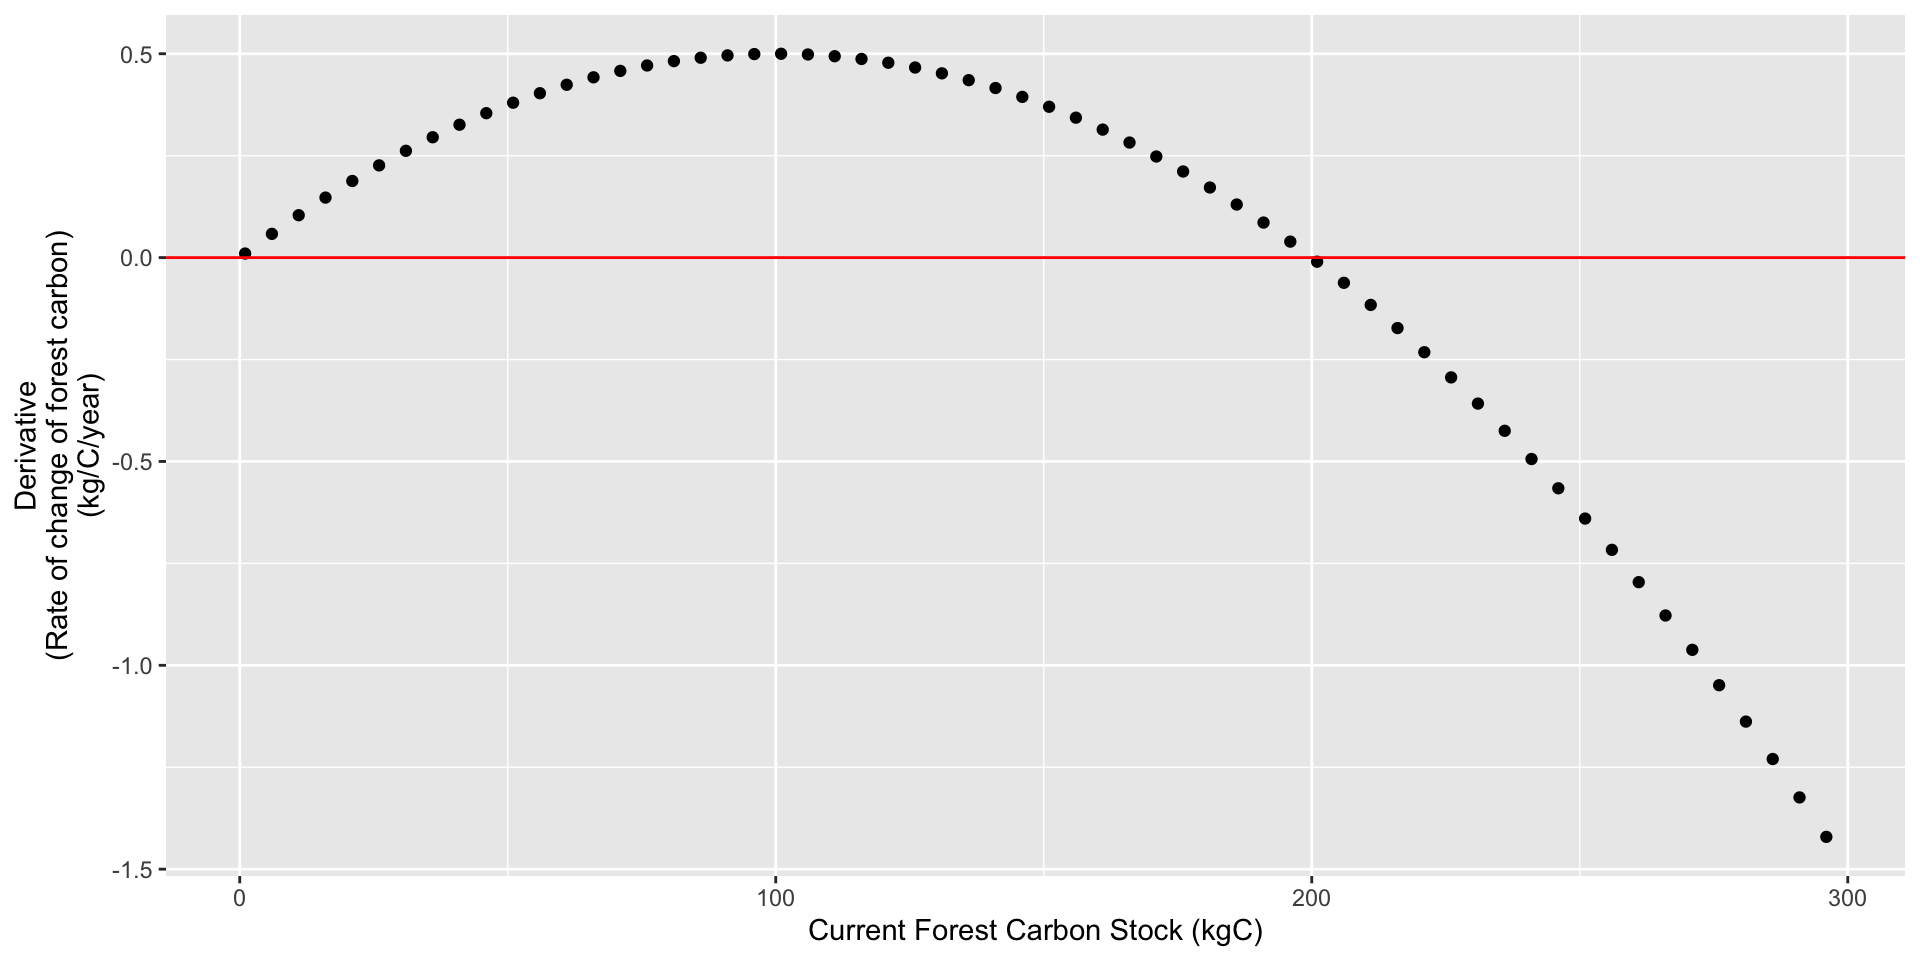 Derivative
(Rate of change of forest carbon)
(kg/C/year)
0.5
0.0
-0.5
-1.0
-1.5
0
100
200
300
Current Forest Carbon Stock (kgC)